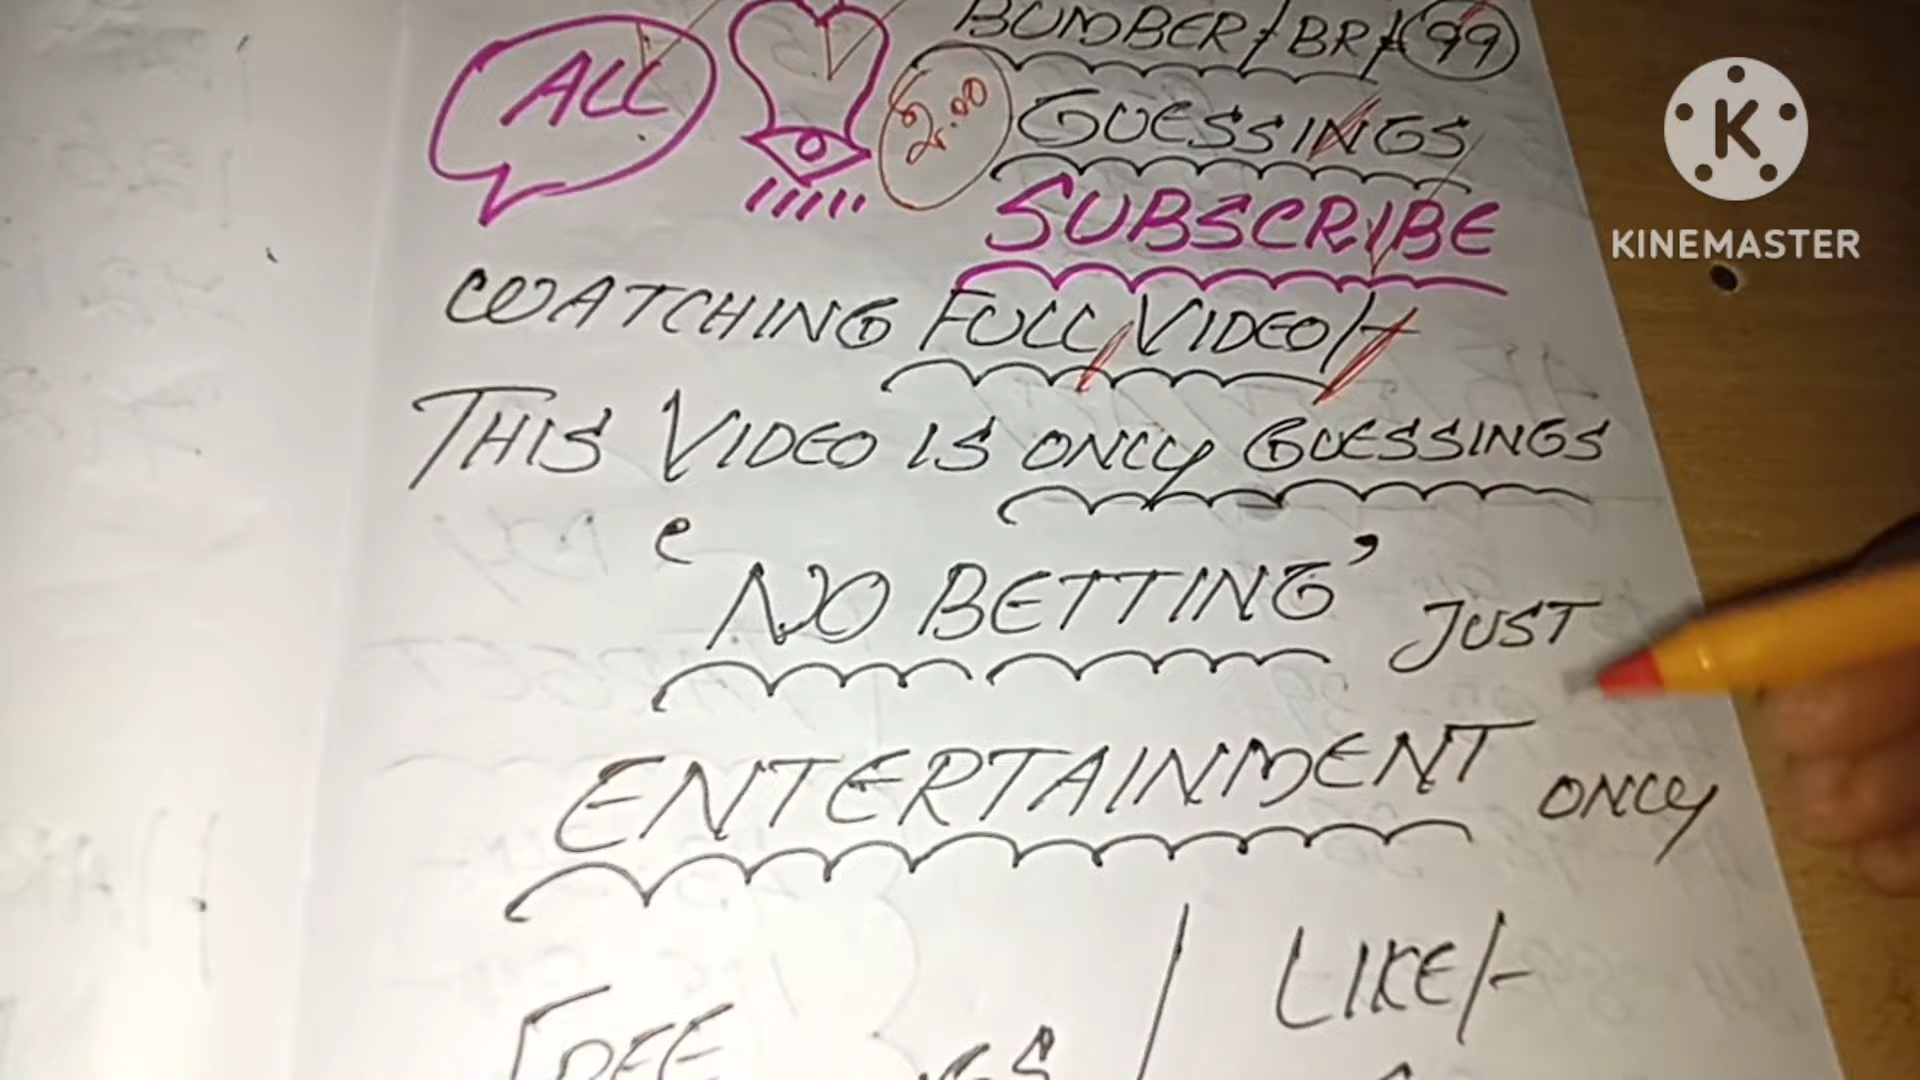 BUMBER/BR/99
ALL
2.00
GUESSINGS
SUBSCRIBE
WATCHING FULL VIDEO/-
THIS VIDEO IS ONLY GUESSINGS
'NO BETTING' JUST
ENTERTAINMENT ONLY
LIKE/-
FREE
K
KINEMASTER